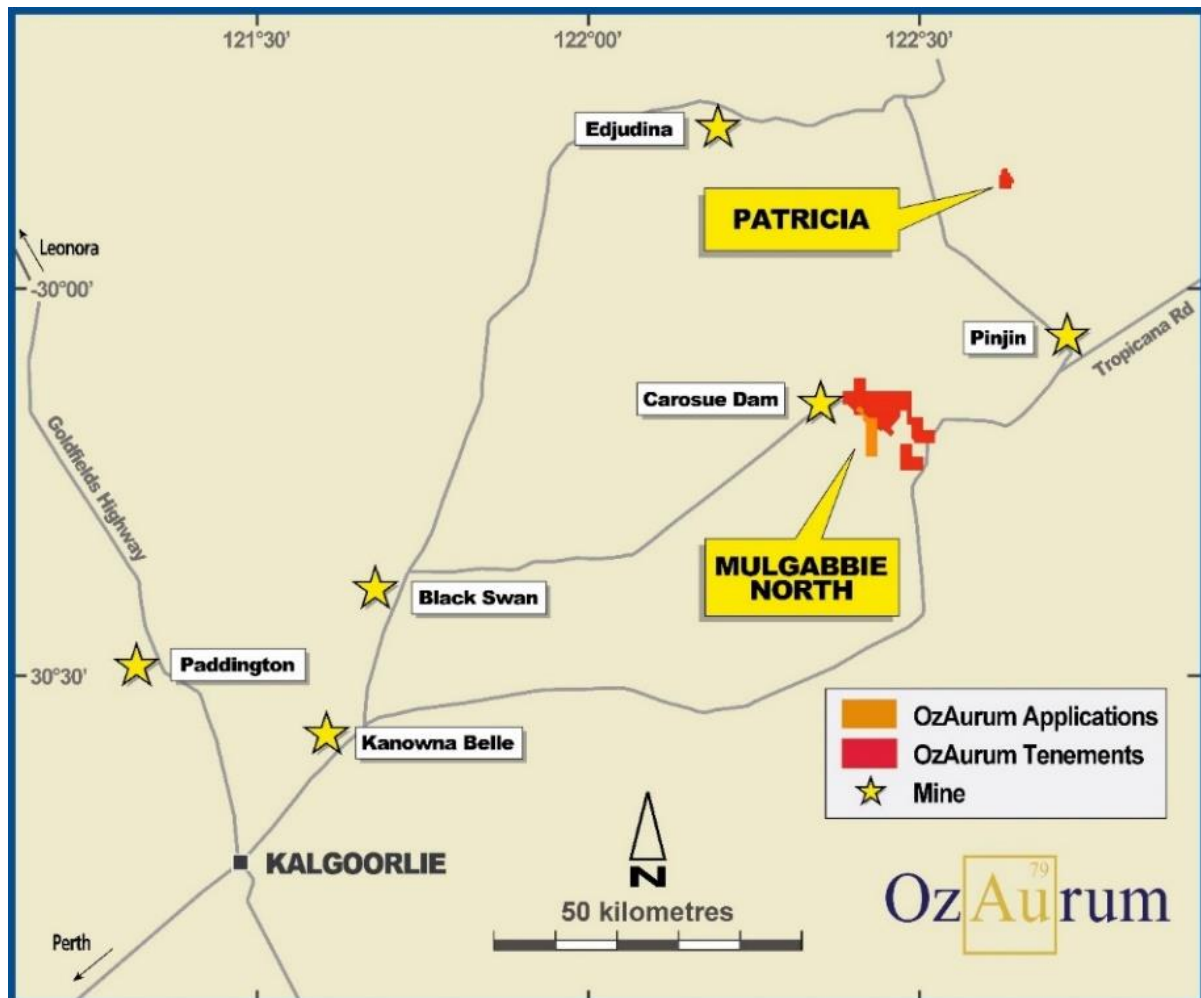 121°30'
122°00'
122°30'
Edjudina
PATRICIA
Leonora
-30°00'
Pinjin
Tropicana Rd
Carosue Dam
Goldfields Highway
MULGABBIE
NORTH
Black Swan
Paddington
30°30'
Kanowna Belle
OzAurum Applications
OzAurum Tenements
Mine
KALGOORLIE
N
50 kilometres
79
OzAurum
Perth